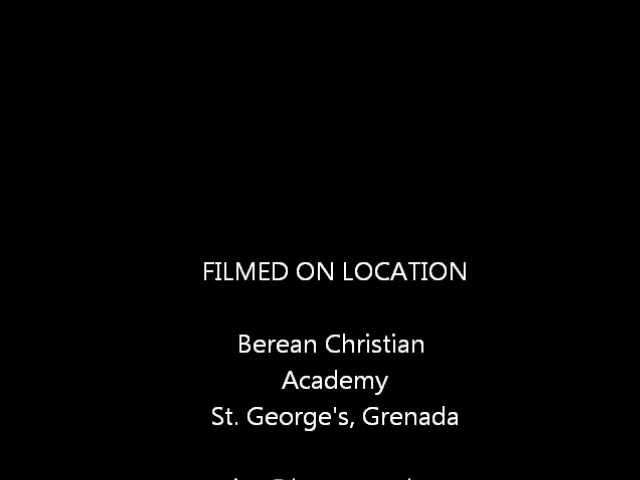 FILMED ON LOCATION
Berean Christian
Academy
St. George's, Grenada